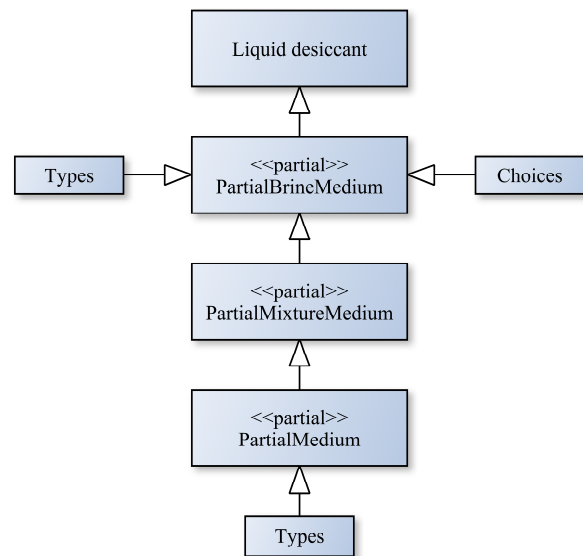 Liquid desiccant
Types
<<partial>>
PartialBrineMedium
Choices
<<partial>>
PartialMixtureMedium
<<partial>>
PartialMedium
Types